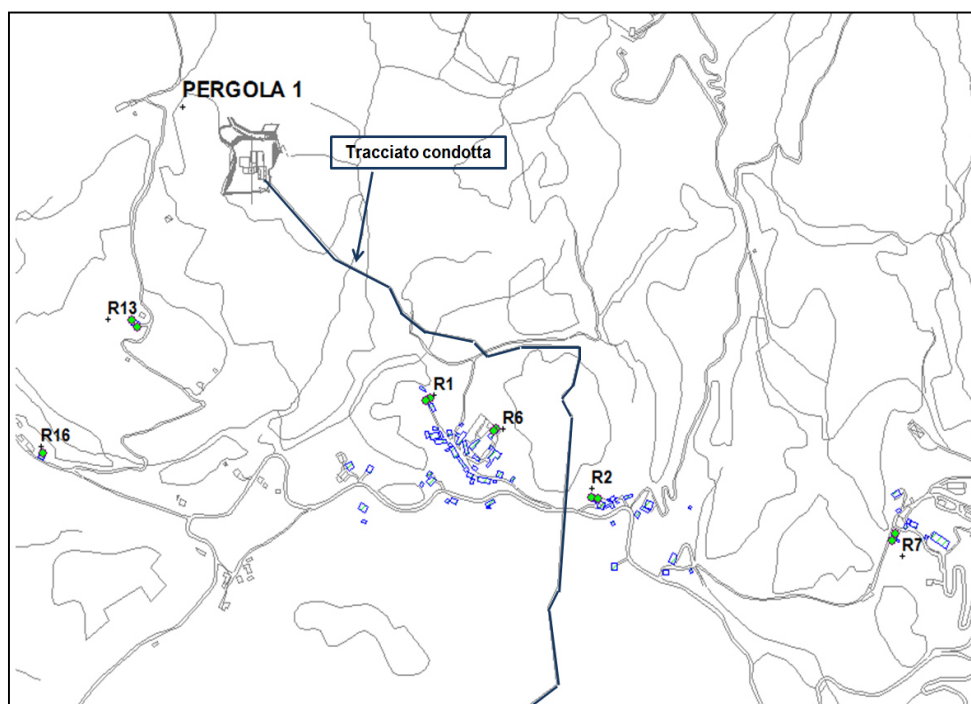 PERGOLA 1
Tracciato condotta
R13
R1
R6
R16
R2
R7